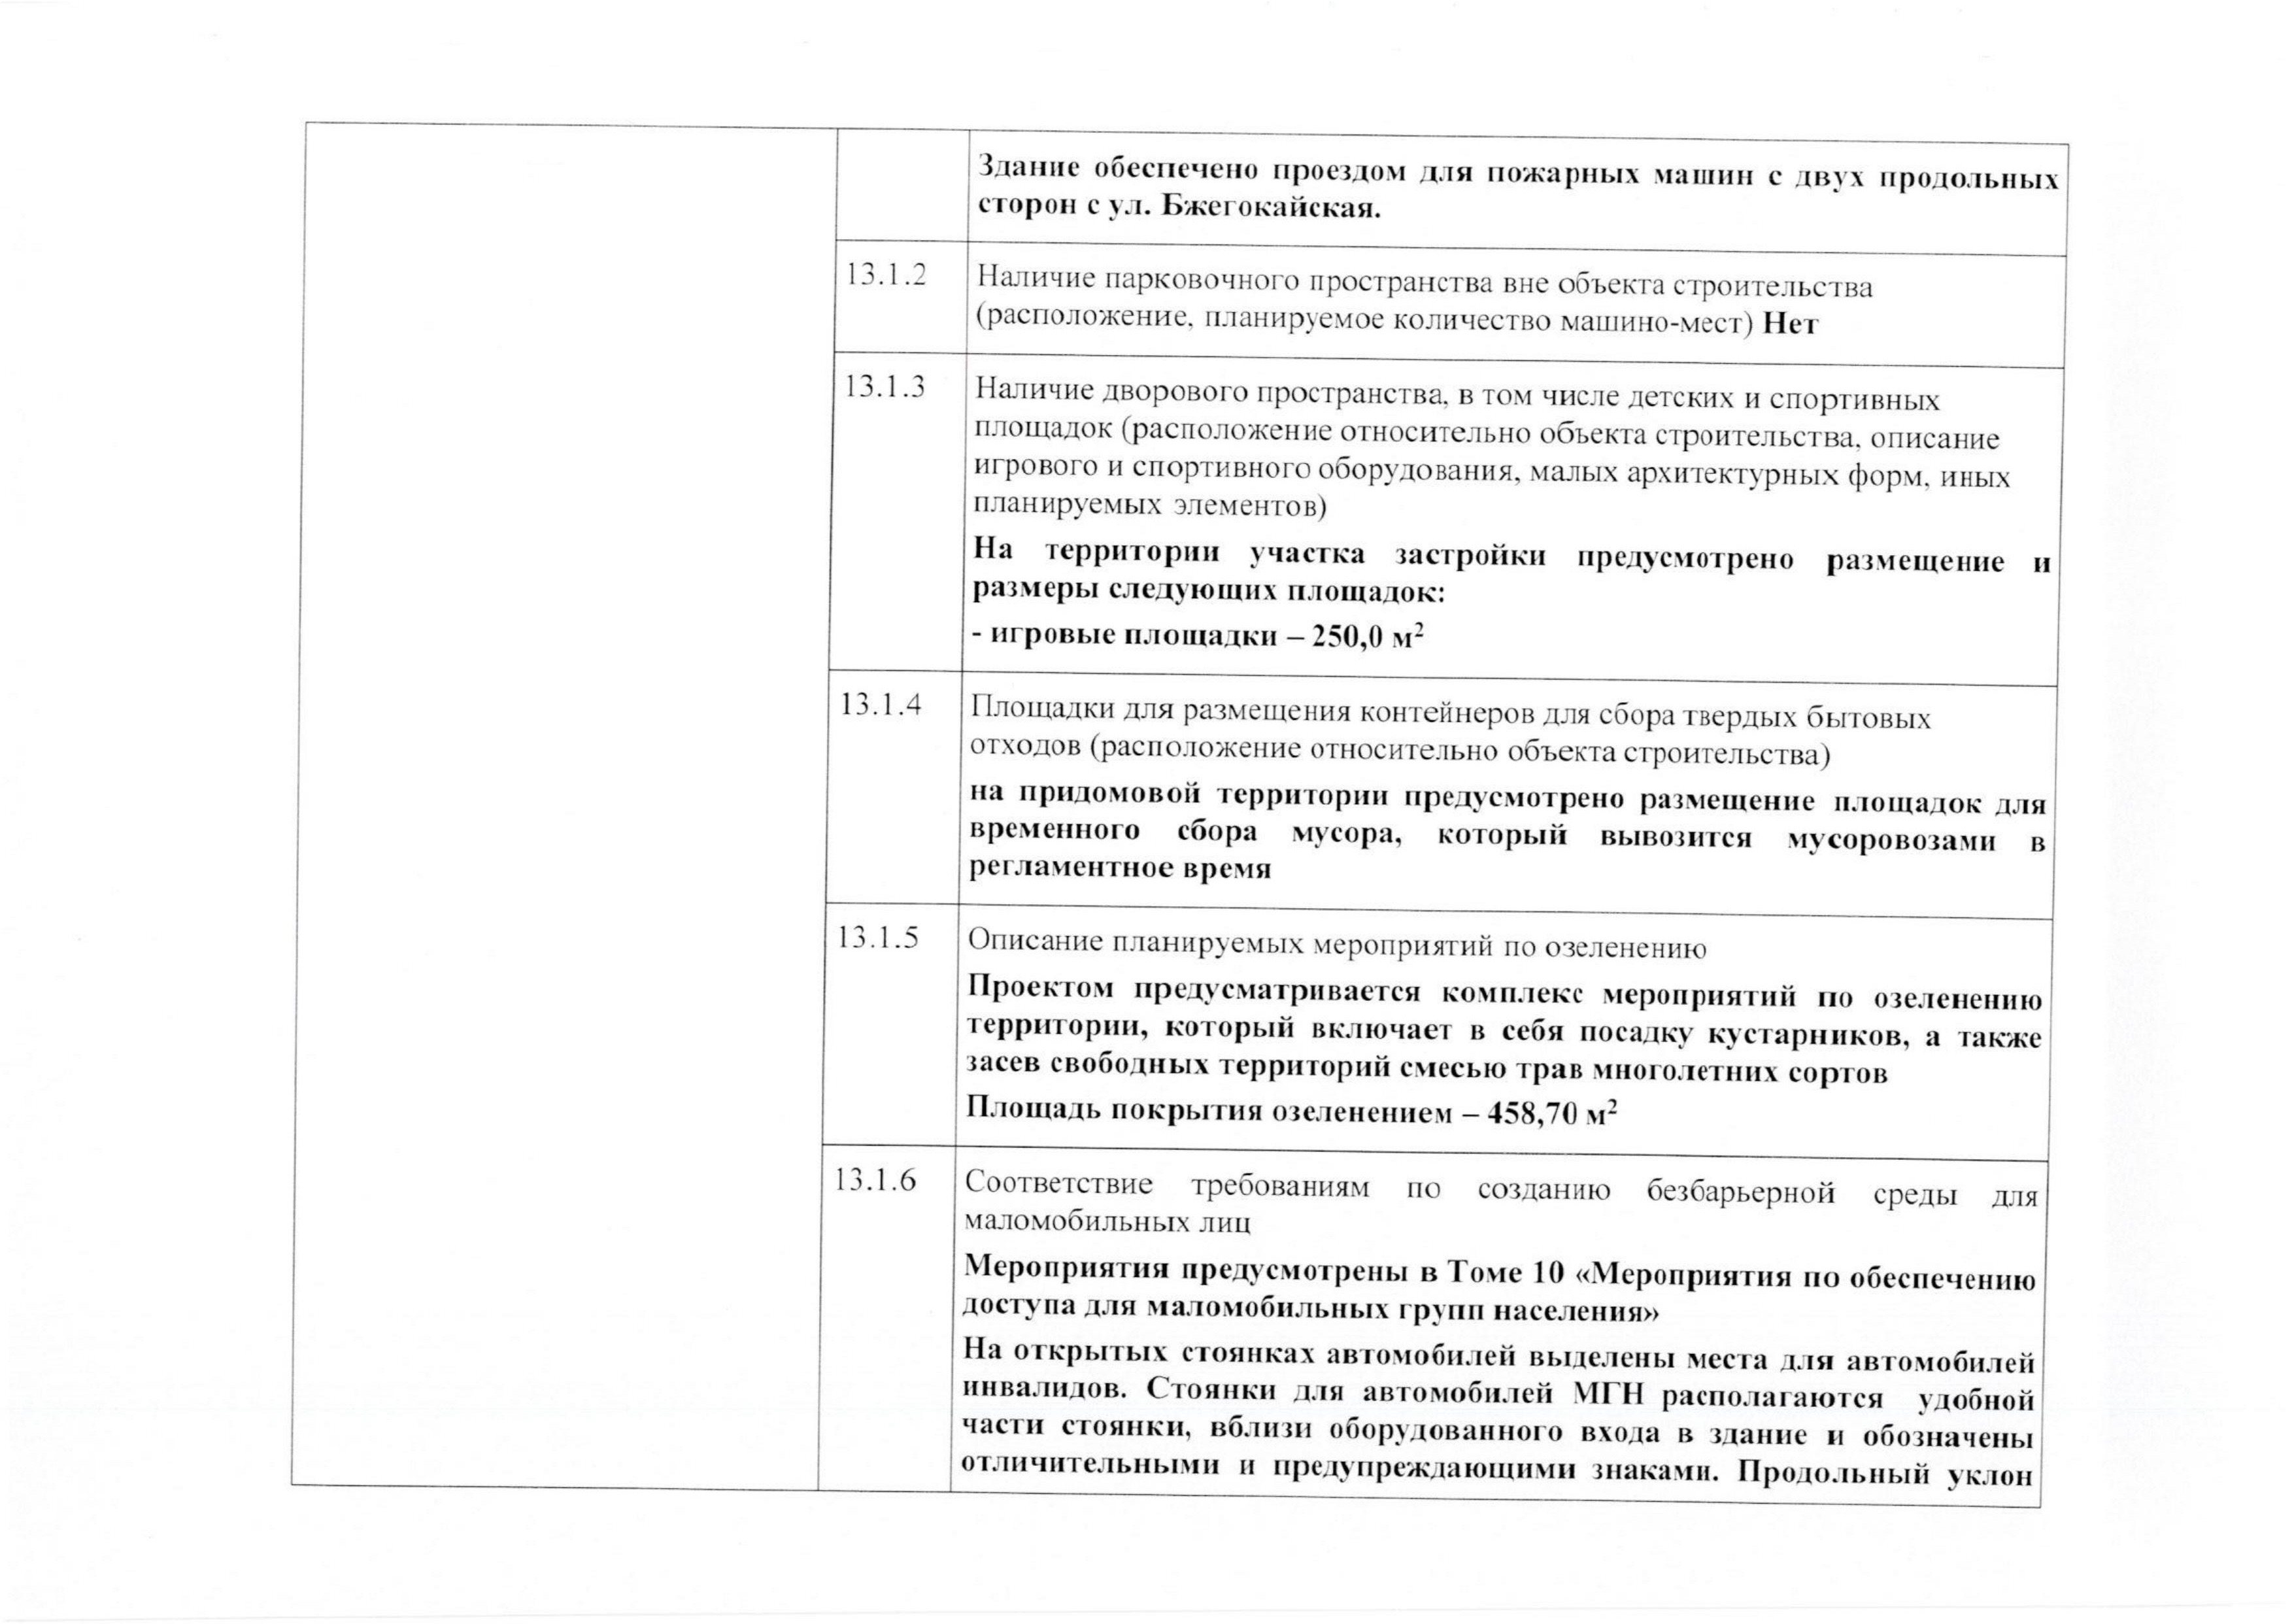 Здание обеспечено проездом для пожарных машин с двух продольных
сторон с ул. Бжегокайская.
13.1.2
Наличие парковочного пространства вне объекта строительства
(расположение, планируемое количество машино-мест) Нет
13.1.3
Наличие дворового пространства, в том числе детских и спортивных
площадок (расположение относительно объекта строительства, описание
игрового и спортивного оборудования, малых архитектурных форм, иных
планируемых элементов)
На территории участка застройки предусмотрено размещение и
размеры следующих площадок:
- игровые площадки – 250,0 м²
13.1.4
Площадки для размещения контейнеров для сбора твердых бытовых
отходов (расположение относительно объекта строительства)
на придомовой территории предусмотрено размещение площадок для
временного сбора мусора, который вывозится мусоровозами в
регламентное время
13.1.5
Описание планируемых мероприятий по озеленению
Проектом предусматривается комплекс мероприятий по озеленению
территории, который включает в себя посадку кустарников, а также
засев свободных территорий смесью трав многолетних сортов
Площадь покрытия озеленением – 458,70 м²
13.1.6
Соответствие требованиям по созданию безбарьерной среды для
маломобильных лиц
Мероприятия предусмотрены в Томе 10 «Мероприятия по обеспечению
доступа для маломобильных групп населения»
На открытых стоянках автомобилей выделены места для автомобилей
инвалидов. Стоянки для автомобилей МГН располагаются удобной
части стоянки, вблизи оборудованного входа в здание и обозначены
отличительными и предупреждающими знаками. Продольный уклон